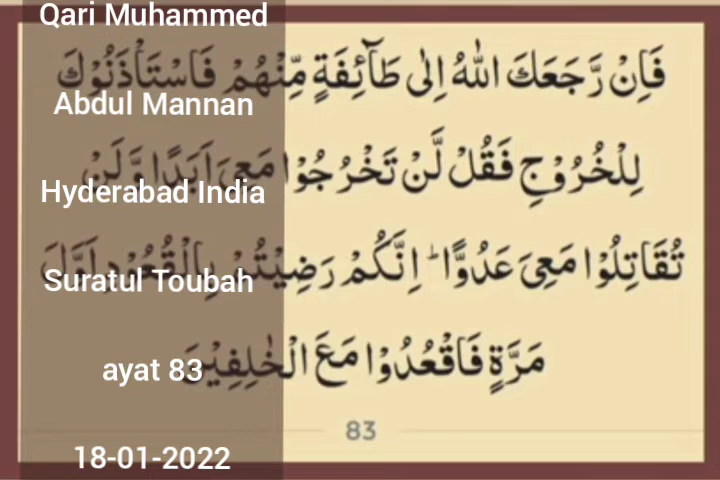 Qari Muhammed
Abdul Mannan
Hyderabad India
Suratul Toubah
ayat 83
18-01-2022
فَاِنْ رَّجَعَكَ اللّٰهُ اِلٰى طَآئِفَةٍ مِّنْهُمْ فَاسْتَاْذَنُوْكَ
لِلْخُرُوْجِ فَقُلْ لَّنْ تَخْرُجُوْا مَعِیَ اَبَدًا وَّلَنْ
تُقَاتِلُوْا مَعِیَ عَدُوًّا ؕ اِنَّكُمْ رَضِيْتُمْ بِالْقُعُوْدِ اَوَّلَ
مَرَّةٍ فَاقْعُدُوْا مَعَ الْخٰلِفِيْنَ
83